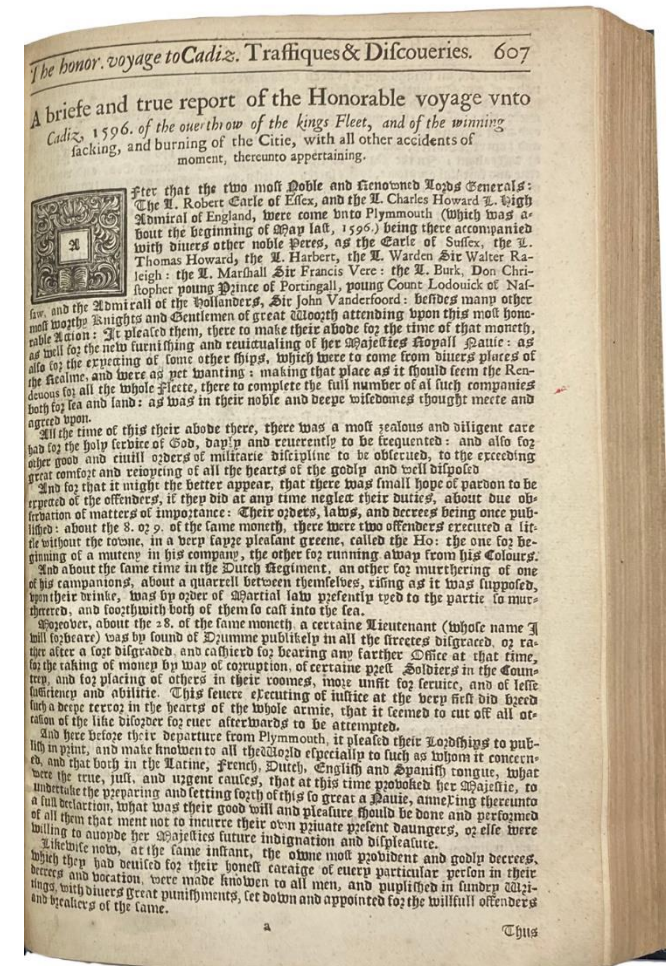 The honor. voyage to Cadiz. Traffiques & Discoueries. 607
A briefe and true report of the Honorable voyage vnto
Cadiz, 1596. of the ouerthrow of the kings Fleet, and of the winning
sacking, and burning of the Citie, with all other accidents of
moment, thereunto appertaining.
After that the two most Noble and Renowned Lords Generals:
The L. Robert Earle of Essex, and the L. Charles Howard L. High
Admiral of England, were come vnto Plymmouth (which was a-
bout the beginning of May last, 1596.) being there accompanied
with diuers other noble Peres, as the Earle of Sussex, the L.
Thomas Howard, the L. Harbert, the L. Warden Sir Walter Ra-
leigh: the L. Marshall Sir Francis Vere: the L. Burk, Don Chri-
stopher young Prince of Portingall, young Count Lodouick of Nas-
saw, and the Admirall of the Hollanders, Sir John Vanderfoord: besides many other
most worthy Knights and Gentlemen of great Woorth attending vpon this most hono-
rable Action: It pleased them, there to make their abode for the time of that moneth,
as well for the new furnishing and reuictualing of her Maiesties Royall Nauie: as
also for the expecting of some other ships, which were to come from diuers places of
the Realme, and were as yet wanting: making that place as it should seem the Ren-
deuous for all the whole Fleete, there to complete the full number of al such companies
both for sea and land: as was in their noble and deepe wisedomes thought meete and
agreed vpon.
All the time of this their abode there, there was a most zealous and diligent care
had for the holy seruice of God, dayly and reuerently to be frequented: and also for
other good and ciuill orders of militarie discipline to be obserued, to the exceeding
great comfort and reioycing of all the hearts of the godly and well disposed
And for that it might the better appear, that there was small hope of pardon to be
expected of the offenders, if they did at any time neglect their duties, about due ob-
seruation of matters of importance: Their orders, laws, and decrees being once pub-
lished: about the 8. or 9. of the same moneth, there were two offenders executed a lit-
tle without the towne, in a very fayre pleasant greene, called the Ho: the one for be-
ginning of a muteny in his company, the other for running away from his Colours.
And about the same time in the Dutch Regiment, an other for murthering of one
of his campanions, about a quarrell between themselves, rising as it was supposed,
vpon their drinke, was by order of Martial law presently tyed to the partie so mur-
thered, and foorthwith both of them so cast into the sea.
Moreover, about the 28. of the same moneth, a certaine Lieutenant (whose name I
will forbeare) was by sound of Drumme publikely in all the streetes disgraced, or ra-
ther after a sort disgraded, and cashierd for bearing any farther Office at that time,
for the taking of money by way of corruption, of certaine prest Soldiers in the Coun-
trey, and for placing of others in their roomes, more unfit for seruice, and of lesse
sufficiency and abilitie. This seuere executing of iustice at the very first did breed
such a deepe terror in the hearts of the whole armie, that it seemed to cut off all oc-
casion of the like disorder for euer afterwards to be attempted.
And here before their departure from Plymmouth, it pleased their Lordships to pub-
lish in print, and make knowen to all the World especially to such as whom it concern-
ed, and that both in the Latine, French, Dutch, English and Spanish tongue, what
were the true, just, and urgent causes, that at this time provoked her Majestie, to
undertake the preparing and setting forth of this so great a Nauie, annexing thereunto
a full declartion, what was their good will and pleasure should be done and performed
of all them that ment not to incurre their own priuate present daungers, or else were
willing to auoyde her Majesties future indignation and displeasure.
Likewise now, at the same instant, the owne most provident and godly decrees,
which they had deuised for their honest caraige of euery particular person in their
decrees and vocation, were made knowen to all men, and puplished in sundry Wri-
tings, with diuers great punishments, set down and appointed for the willfull offenders
and breakers of the same.
a Thus